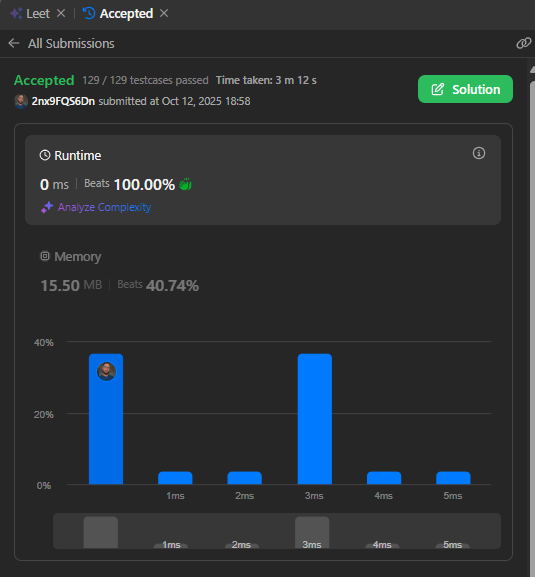 Leet Accepted
All Submissions
Accepted 129 / 129 testcases passed Time taken: 3 m 12 s
2nx9FQS6Dn submitted at Oct 12, 2025 18:58
Solution
Runtime
0 ms Beats 100.00%
Analyze Complexity
Memory
15.50 MB Beats 40.74%
40%
20%
0%
1ms 2ms 3ms 4ms 5ms
1ms 2ms 3ms 4ms 5ms